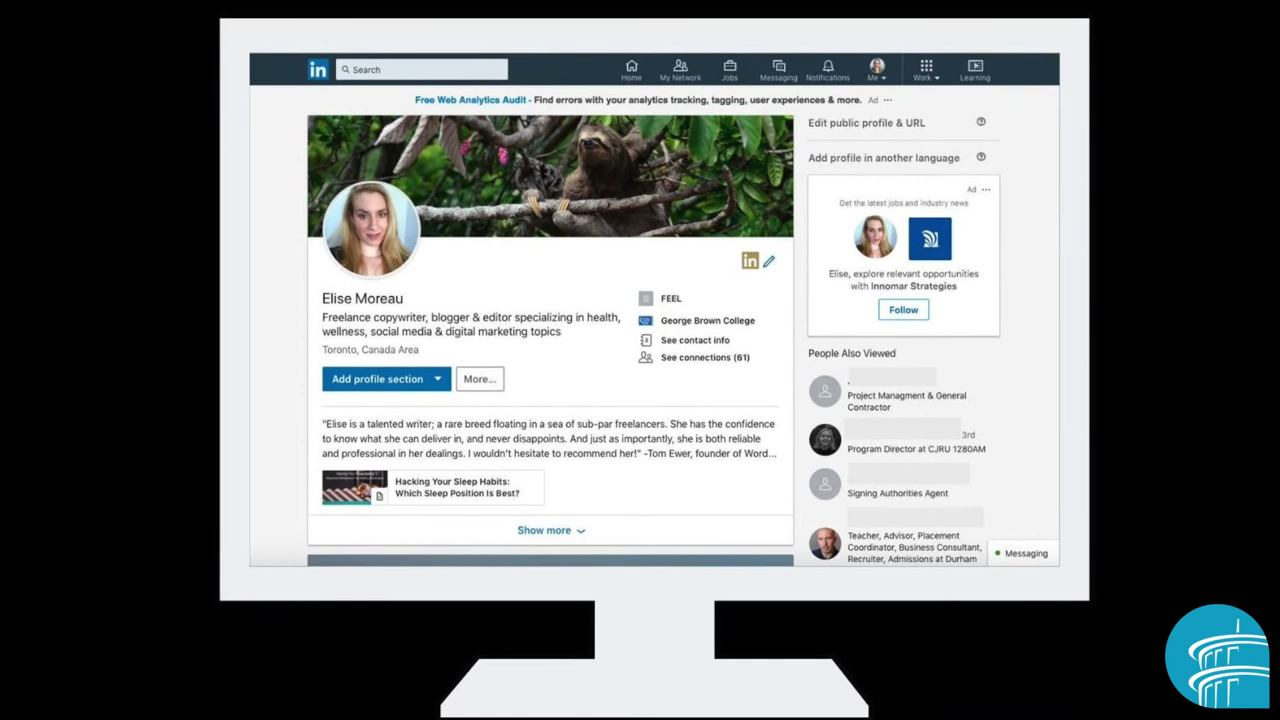 in
Search
Home
My Network
Jobs
Messaging
Notifications
Me
Work
Learning
Free Web Analytics Audit - Find errors with your analytics tracking, tagging, user experiences & more. Ad ...
Edit public profile & URL
Add profile in another language
Ad ...
Get the latest jobs and industry news
Elise, explore relevant opportunities
with Innomar Strategies
Follow
in
Elise Moreau
Freelance copywriter, blogger & editor specializing in health,
wellness, social media & digital marketing topics
Toronto, Canada Area
FEEL
George Brown College
See contact info
See connections (61)
Add profile section
More...
"Elise is a talented writer; a rare breed floating in a sea of sub-par freelancers. She has the confidence
to know what she can deliver in, and never disappoints. And just as importantly, she is both reliable
and professional in her dealings. I wouldn't hesitate to recommend her!" -Tom Ewer, founder of Word...
Hacking Your Sleep Habits:
Which Sleep Position Is Best?
Show more
People Also Viewed
Project Managment & General
Contractor
3rd
Program Director at CJRU 1280AM
Signing Authorities Agent
Teacher, Advisor, Placement
Coordinator, Business Consultant,
Recruiter, Admissions at Durham
Messaging